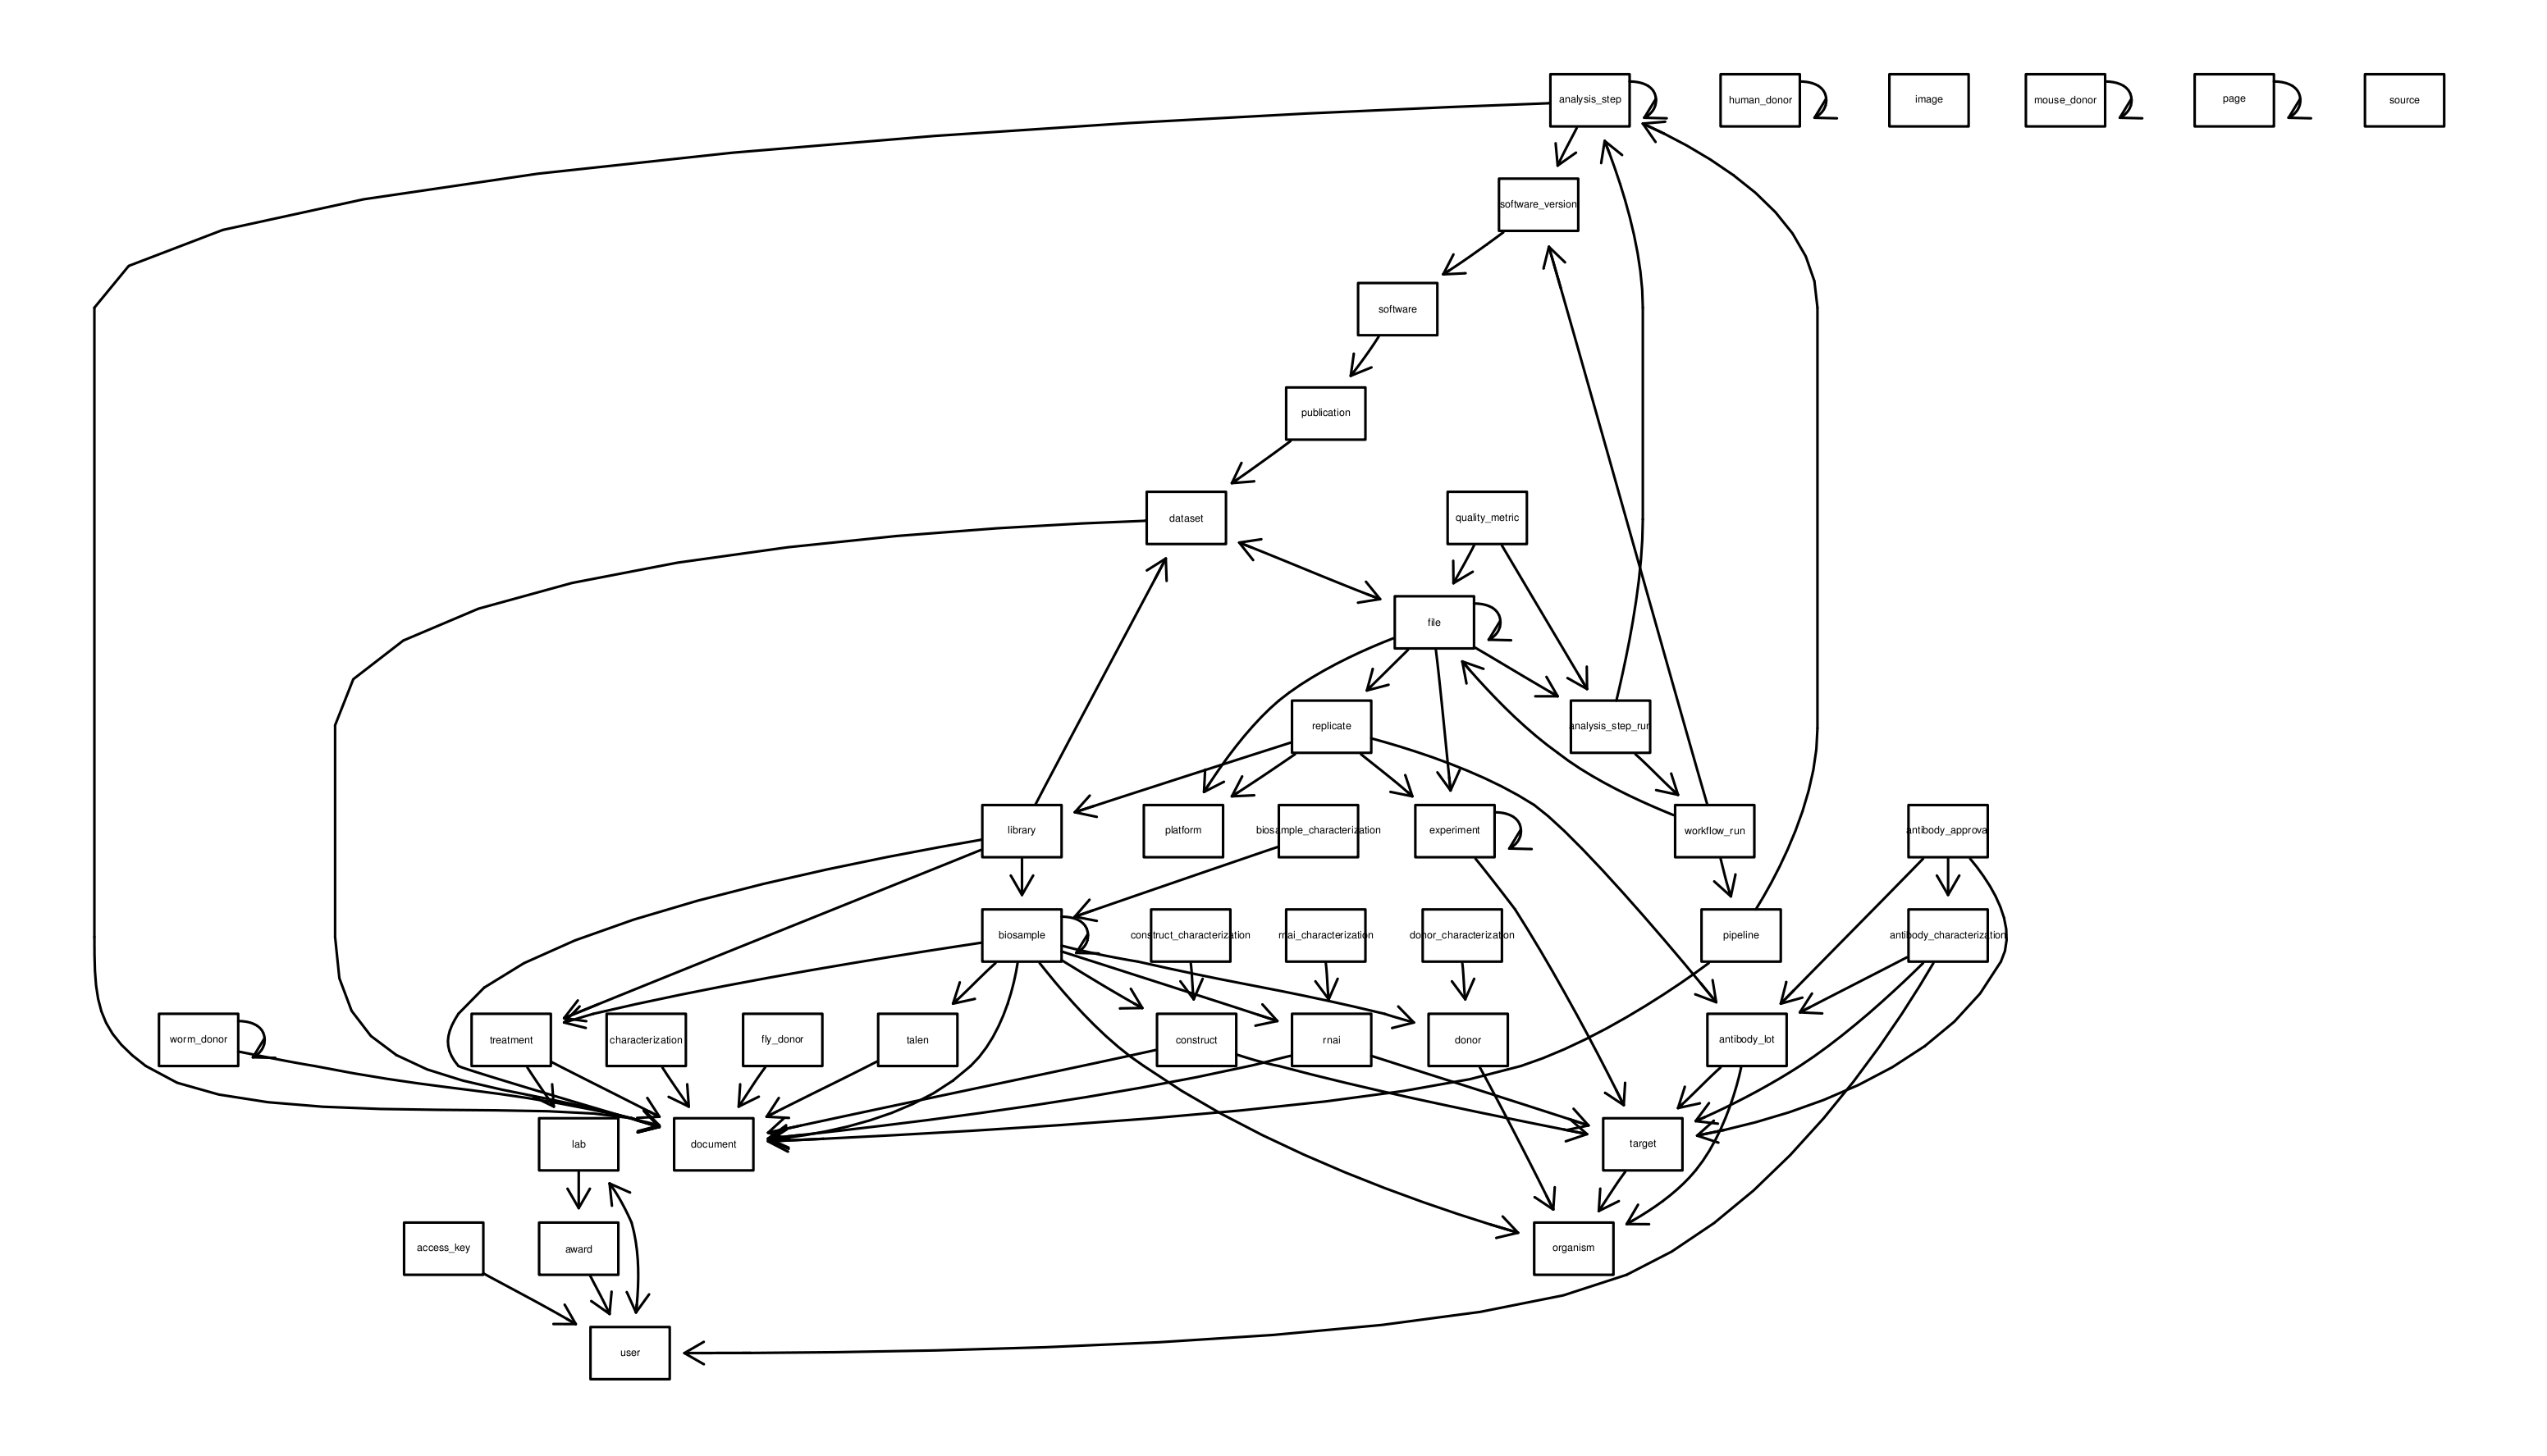 analysis_step
human_donor
image
mouse_donor
page
source
software_version
software
publication
dataset
quality_metric
file
replicate
analysis_step_run
library
platform
biosample_characterization
experiment
workflow_run
antibody_approval
biosample
construct_characterization
rnai_characterization
donor_characterization
pipeline
antibody_characterization
worm_donor
treatment
characterization
fly_donor
talen
construct
rnai
donor
antibody_lot
lab
document
target
access_key
award
organism
user